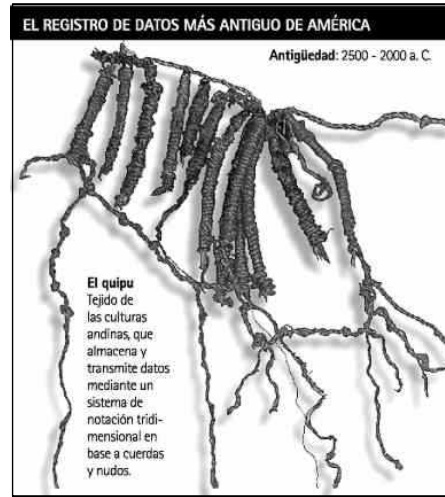 EL REGISTRO DE DATOS MÁS ANTIGUO DE AMÉRICA
Antigüedad: 2500 - 2000 a. C.
El quipu
Tejido de
las culturas
andinas, que
almacena y
transmite datos
mediante un
sistema de
notación tridi-
mensional en
base a cuerdas
y nudos.